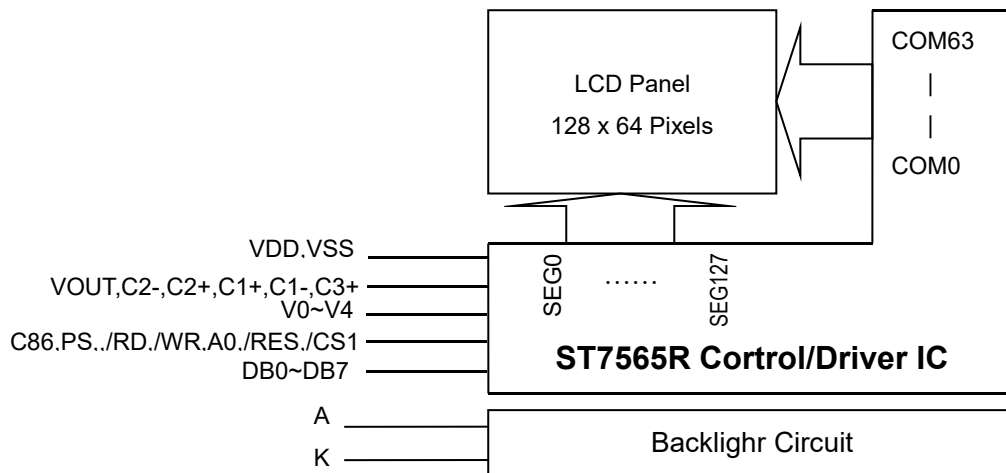 COM63
|
|
COM0
LCD Panel
128 x 64 Pixels
VDD,VSS
VOUT,C2-,C2+,C1+,C1-,C3+
V0~V4
C86,PS,,/RD,/WR,A0,/RES,/CS1
DB0~DB7
SEG0
......
SEG127
ST7565R Cortrol/Driver IC
A
K
Backlighr Circuit